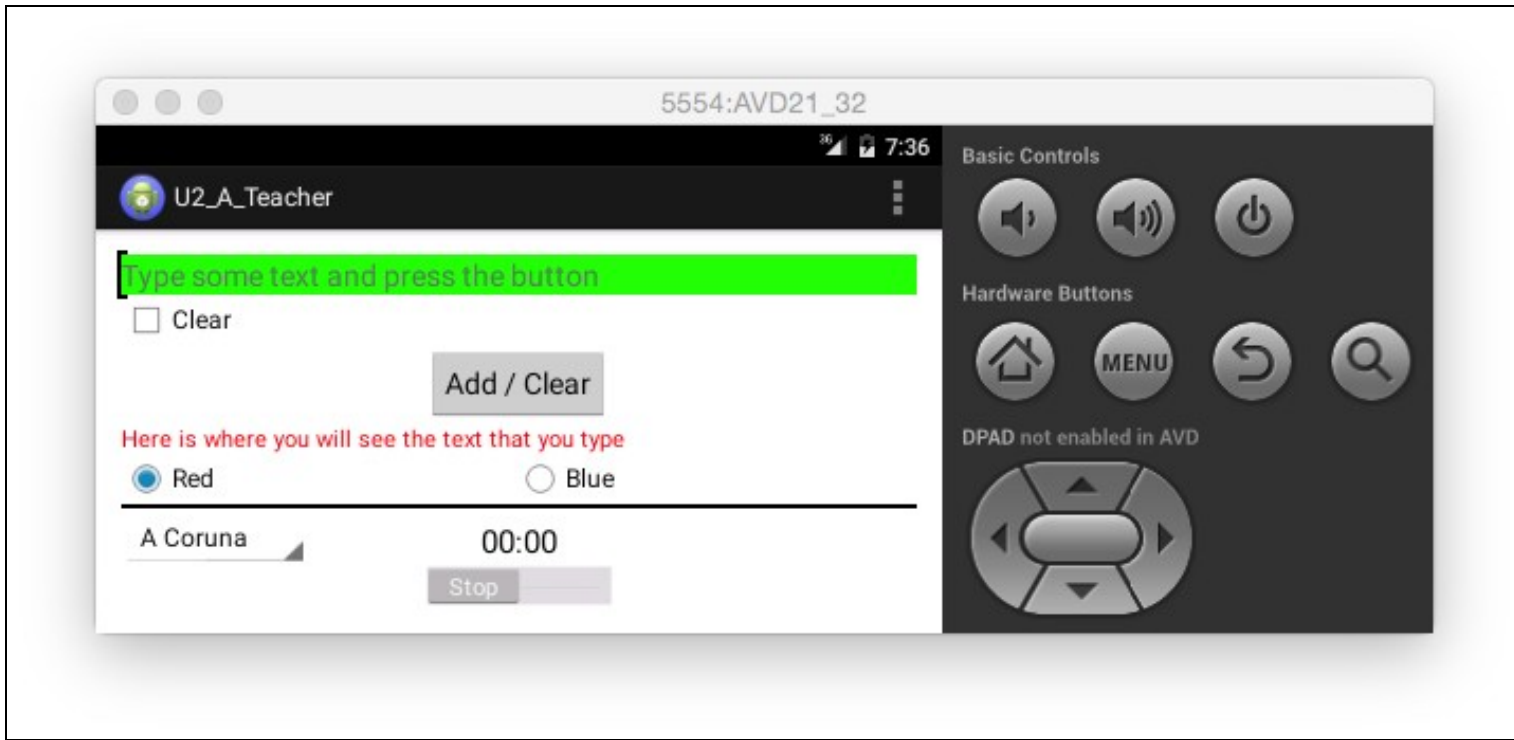 5554:AVD21_32
36 7:36
U2_A_Teacher
Type some text and press the button
Clear
Add / Clear
Here is where you will see the text that you type
Red Blue
A Coruna 00:00
Stop
Basic Controls
Hardware Buttons
MENU
DPAD not enabled in AVD